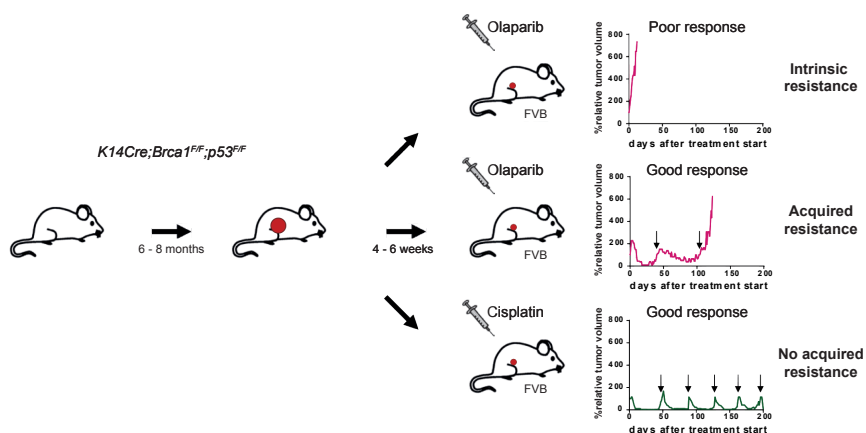 K14Cre;Brca1F/F;p53F/F
6 - 8 months
4 - 6 weeks
Olaparib
FVB
Poor response
%relative tumor volume
800
600
400
200
0
0 50 100 150 200
days after treatment start
Intrinsic
resistance
Olaparib
FVB
Good response
%relative tumor volume
800
600
400
200
0
0 50 100 150 200
days after treatment start
Acquired
resistance
Cisplatin
FVB
Good response
%relative tumor volume
800
600
400
200
0
0 50 100 150 200
days after treatment start
No acquired
resistance